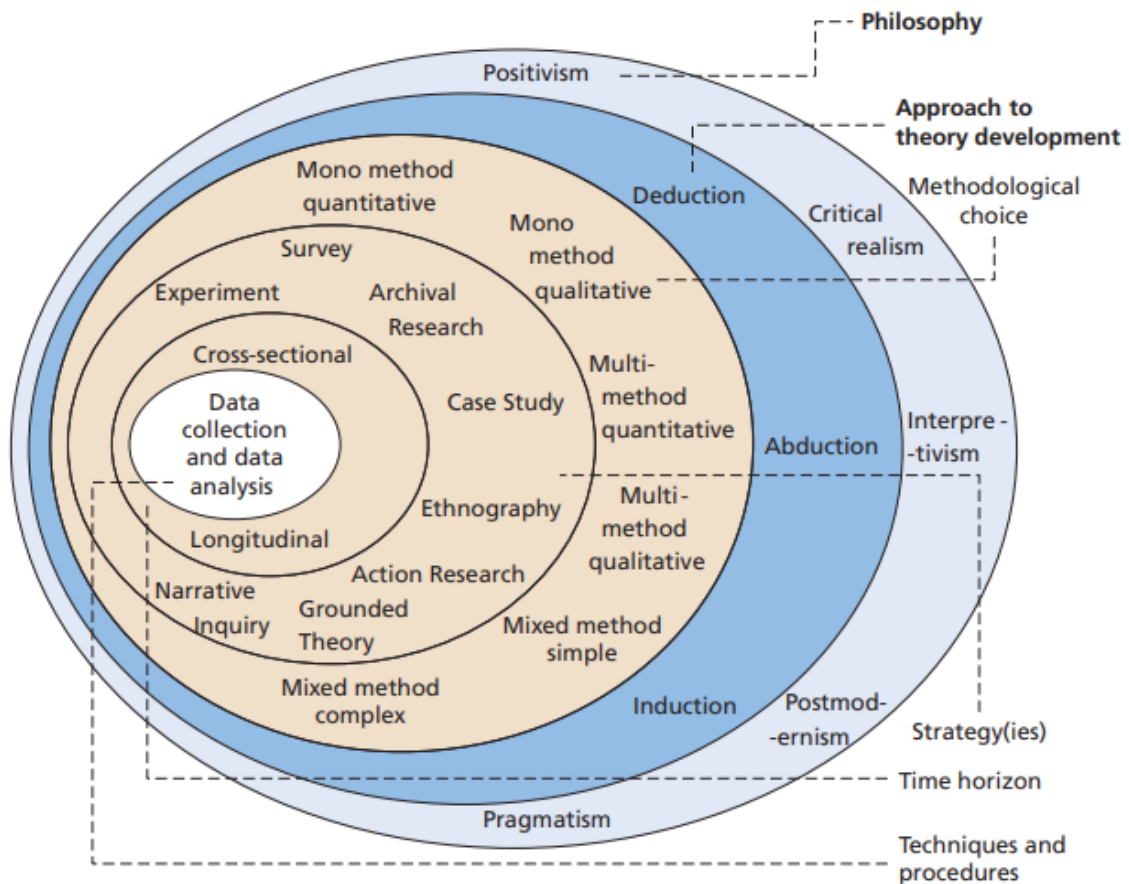 Philosophy
Positivism
Approach to
theory development
Mono method
quantitative
Deduction
Methodological
choice
Mono
method
qualitative
Critical
realism
Survey
Experiment
Archival
Research
Cross-sectional
Multi-
method
quantitative
Data
collection
and data
analysis
Case Study
Abduction
Interpre-
-tivism
Ethnography
Multi-
method
qualitative
Longitudinal
Action Research
Narrative
Inquiry
Grounded
Theory
Mixed method
simple
Mixed method
complex
Induction
Postmod-
-ernism
Strategy(ies)
Time horizon
Pragmatism
Techniques and
procedures